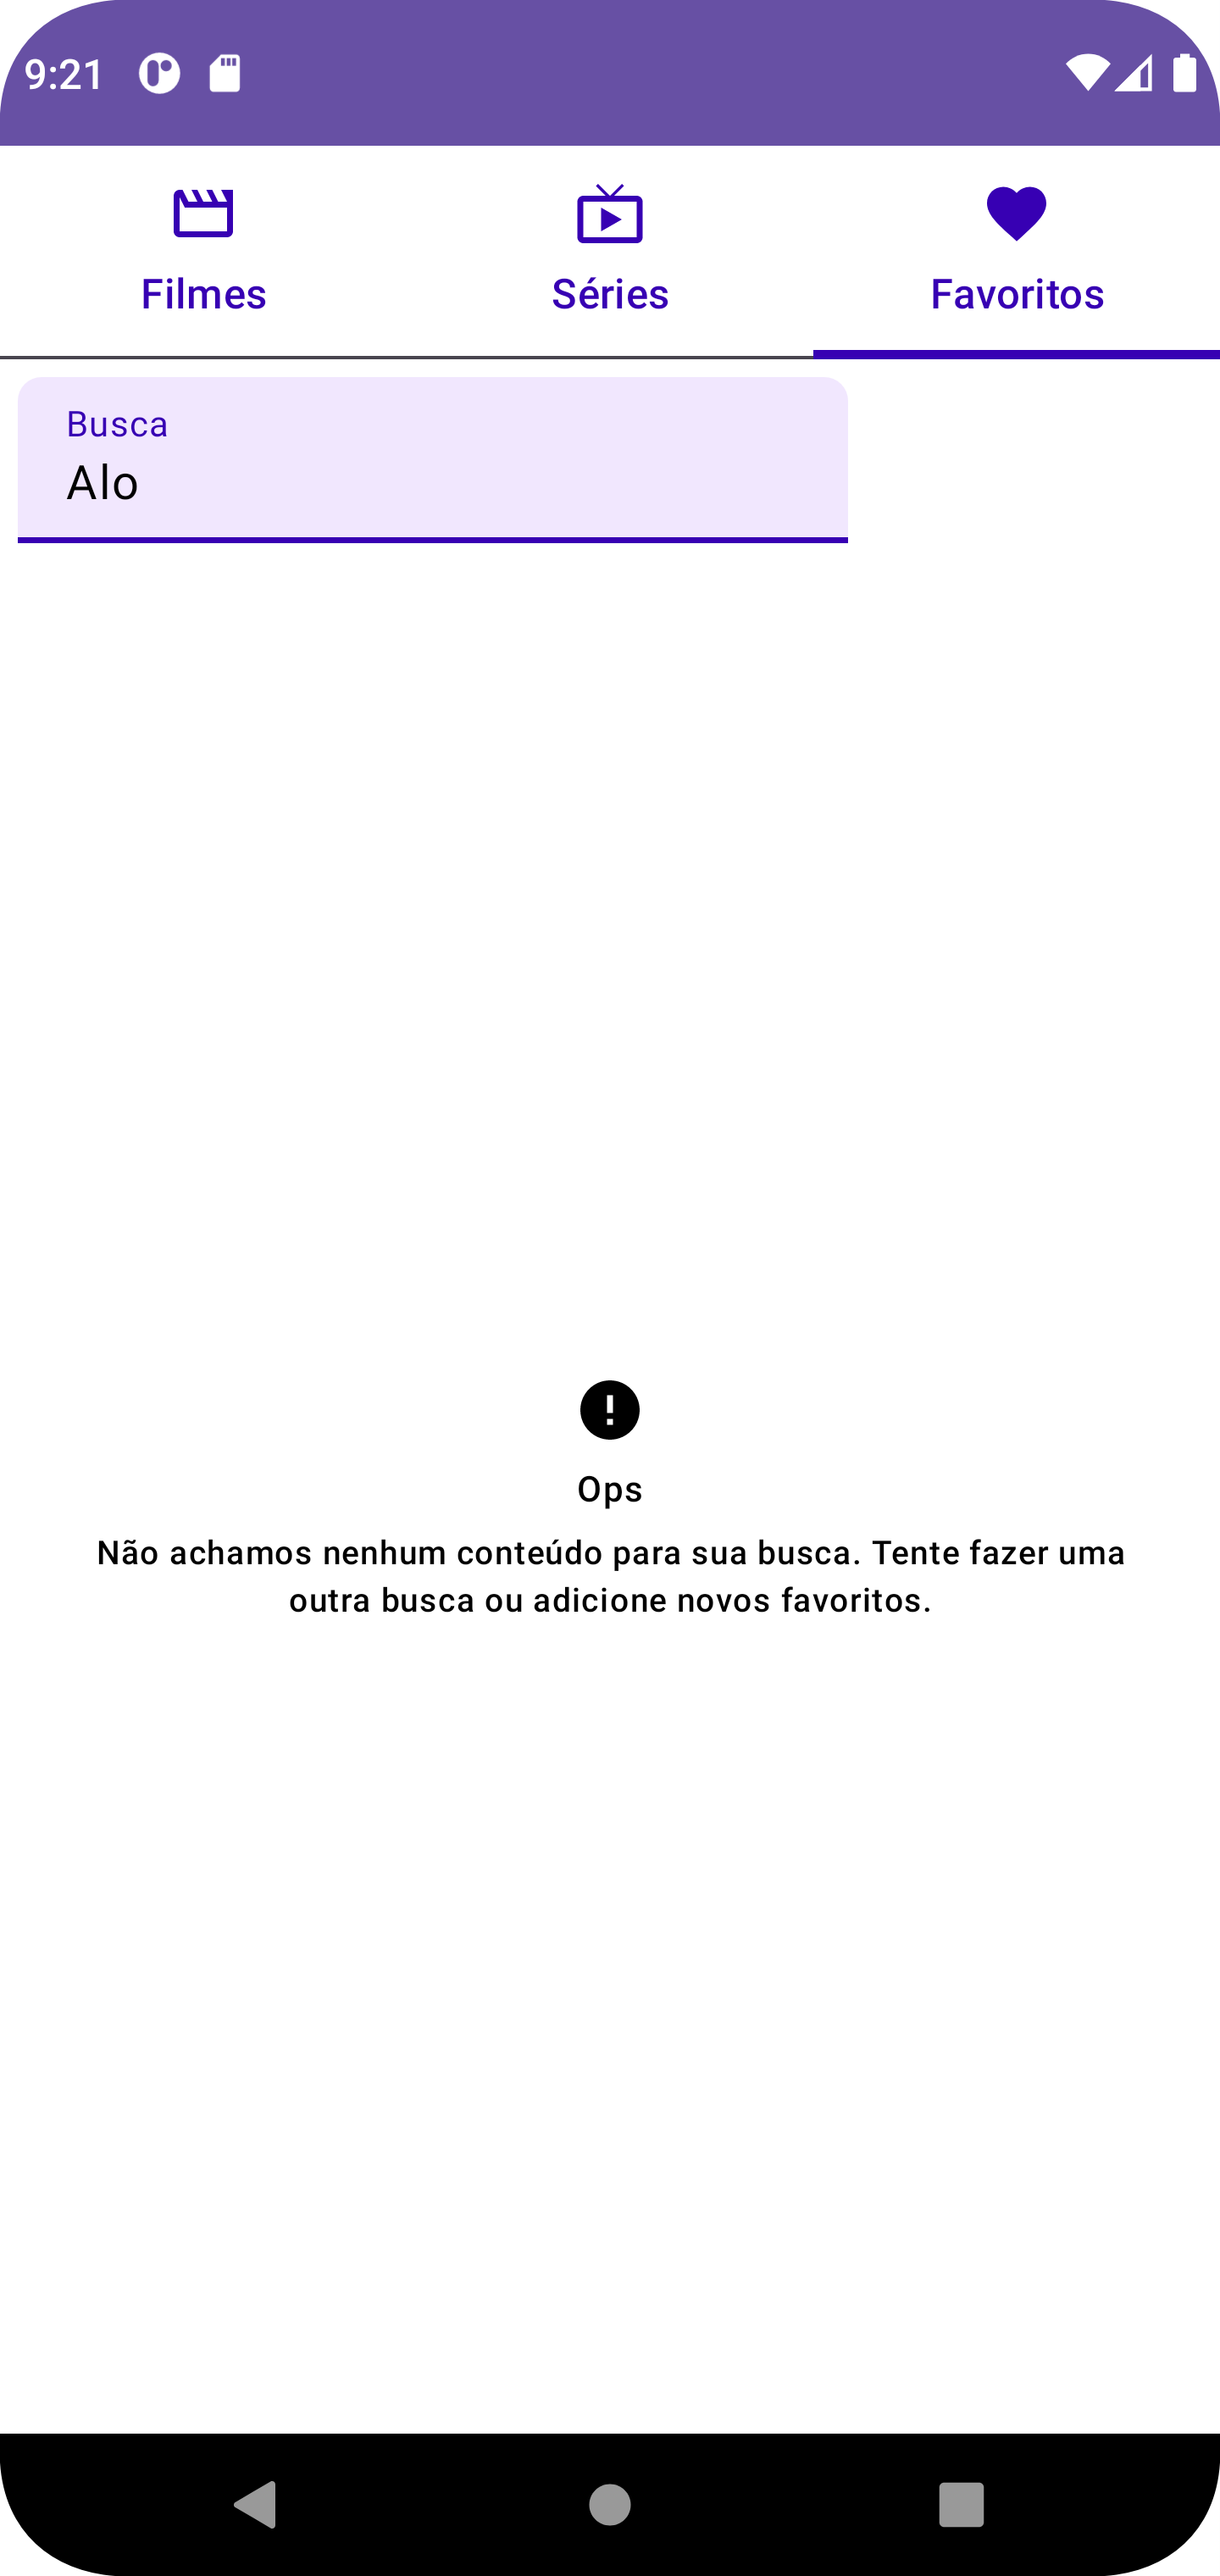 9:21
Filmes
Séries
Favoritos
Busca
Alo
Ops
Não achamos nenhum conteúdo para sua busca. Tente fazer uma
outra busca ou adicione novos favoritos.